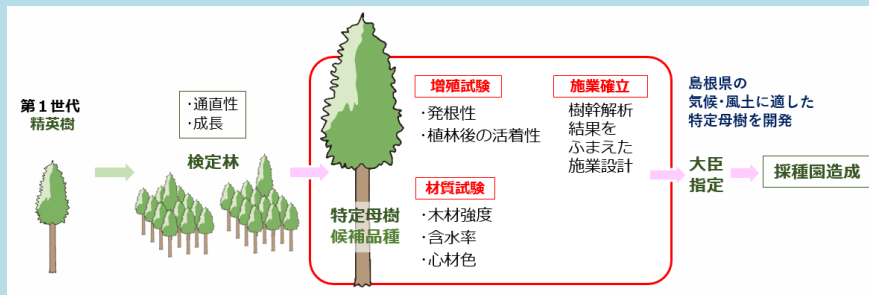 第１世代
精英樹
・通直性
・成長
検定林
特定母樹
候補品種
増殖試験
・発根性
・植林後の活着性
材質試験
・木材強度
・含水率
・心材色
施業確立
樹幹解析
結果を
ふまえた
施業設計
島根県の
気候・風土に適した
特定母樹を開発
大臣
指定
採種園造成